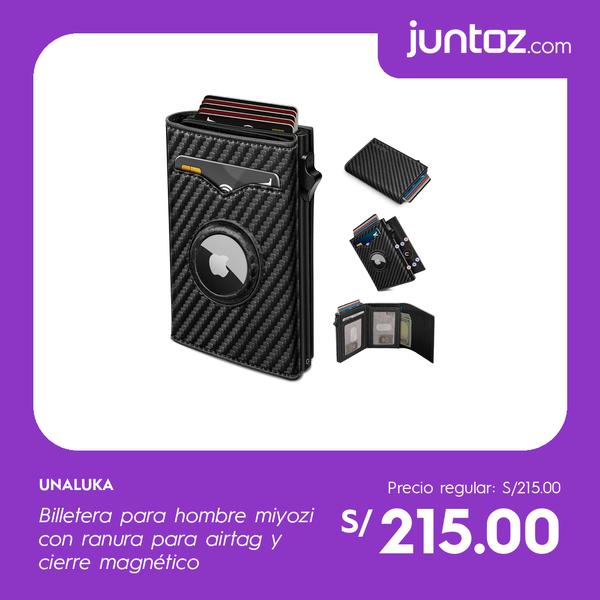 juntoz.com
UNALUKA
Billetera para hombre miyozi
con ranura para airtag y
cierre magnético
Precio regular: S/215.00
S/215.00